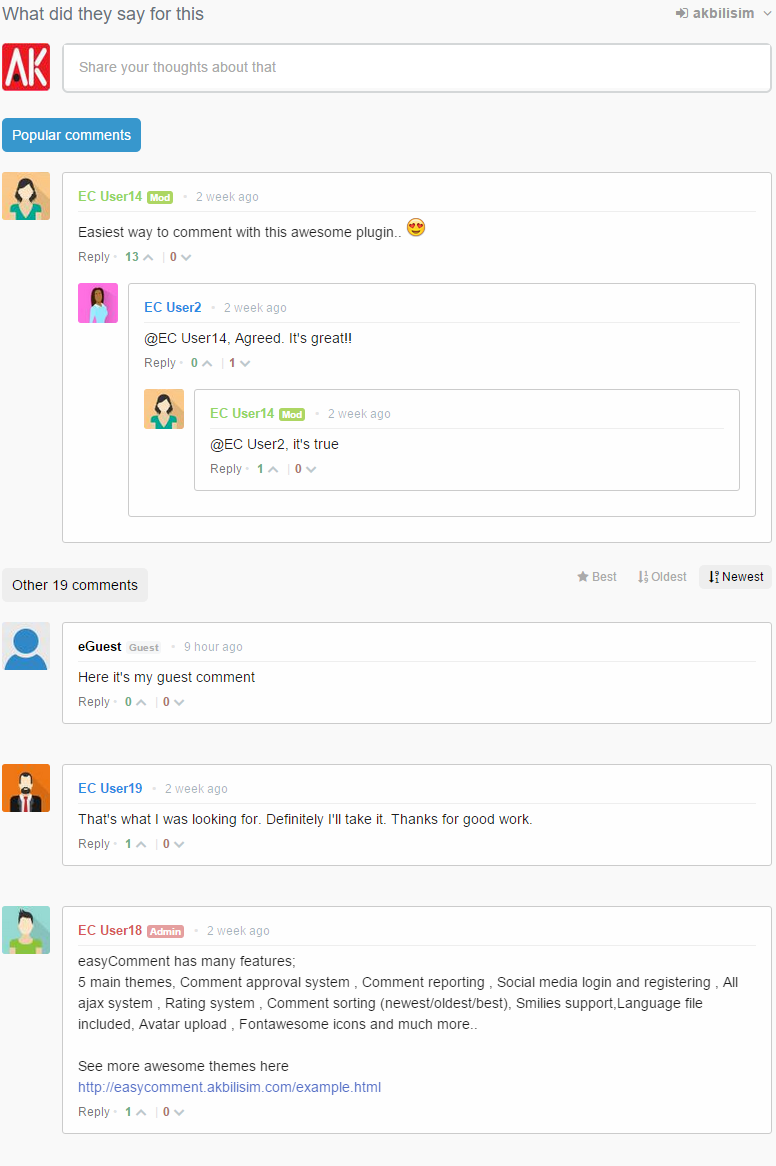 What did they say for this
akbilisim
AK
Share your thoughts about that
Popular comments
EC User14 Mod • 2 week ago
Easiest way to comment with this awesome plugin..
Reply • 13 | 0
EC User2 • 2 week ago
@EC User14, Agreed. It's great!!
Reply • 0 | 1
EC User14 Mod • 2 week ago
@EC User2, it's true
Reply • 1 | 0
Other 19 comments
Best Oldest Newest
eGuest Guest • 9 hour ago
Here it's my guest comment
Reply • 0 | 0
EC User19 • 2 week ago
That's what I was looking for. Definitely I'll take it. Thanks for good work.
Reply • 1 | 0
EC User18 Admin • 2 week ago
easyComment has many features;
5 main themes, Comment approval system , Comment reporting , Social media login and registering , All
ajax system , Rating system , Comment sorting (newest/oldest/best), Smilies support,Language file
included, Avatar upload , Fontawesome icons and much more..
See more awesome themes here
http://easycomment.akbilisim.com/example.html
Reply • 1 | 0